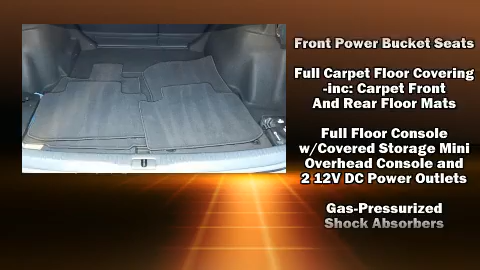 Front Power Bucket Seats
Full Carpet Floor Covering
-inc: Carpet Front
And Rear Floor Mats
Full Floor Console
w/Covered Storage Mini
Overhead Console and
2 12V DC Power Outlets
Gas-Pressurized
Shock Absorbers